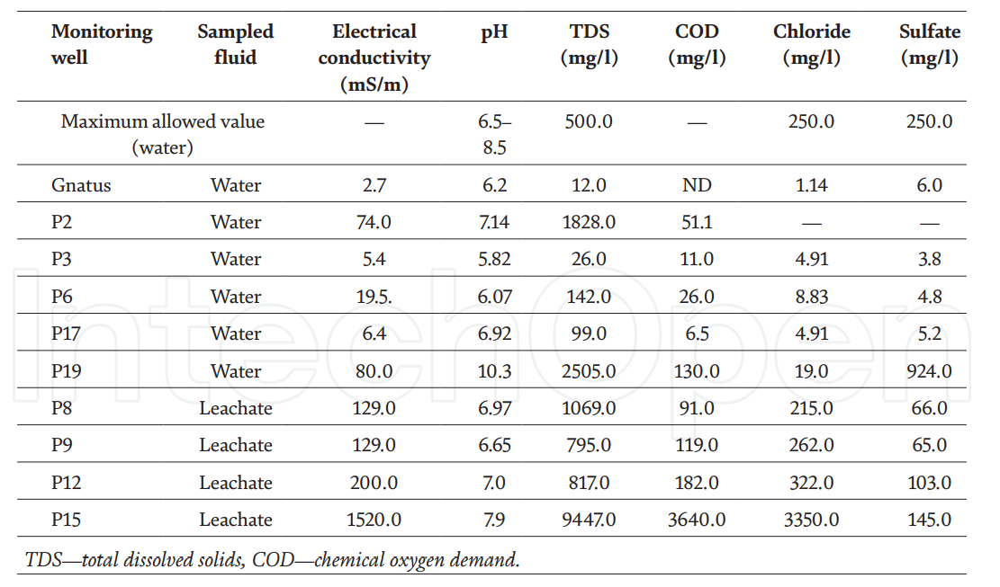 Monitoring well Sampled fluid Electrical conductivity (mS/m) pH TDS (mg/l) COD (mg/l) Chloride (mg/l) Sulfate (mg/l)
Maximum allowed value (water) — 6.5–8.5 500.0 — 250.0 250.0
Gnatus Water 2.7 6.2 12.0 ND 1.14 6.0
P2 Water 74.0 7.14 1828.0 51.1 — —
P3 Water 5.4 5.82 26.0 11.0 4.91 3.8
P6 Water 19.5. 6.07 142.0 26.0 8.83 4.8
P17 Water 6.4 6.92 99.0 6.5 4.91 5.2
P19 Water 80.0 10.3 2505.0 130.0 19.0 924.0
P8 Leachate 129.0 6.97 1069.0 91.0 215.0 66.0
P9 Leachate 129.0 6.65 795.0 119.0 262.0 65.0
P12 Leachate 200.0 7.0 817.0 182.0 322.0 103.0
P15 Leachate 1520.0 7.9 9447.0 3640.0 3350.0 145.0
TDS—total dissolved solids, COD—chemical oxygen demand.
IntechOpen